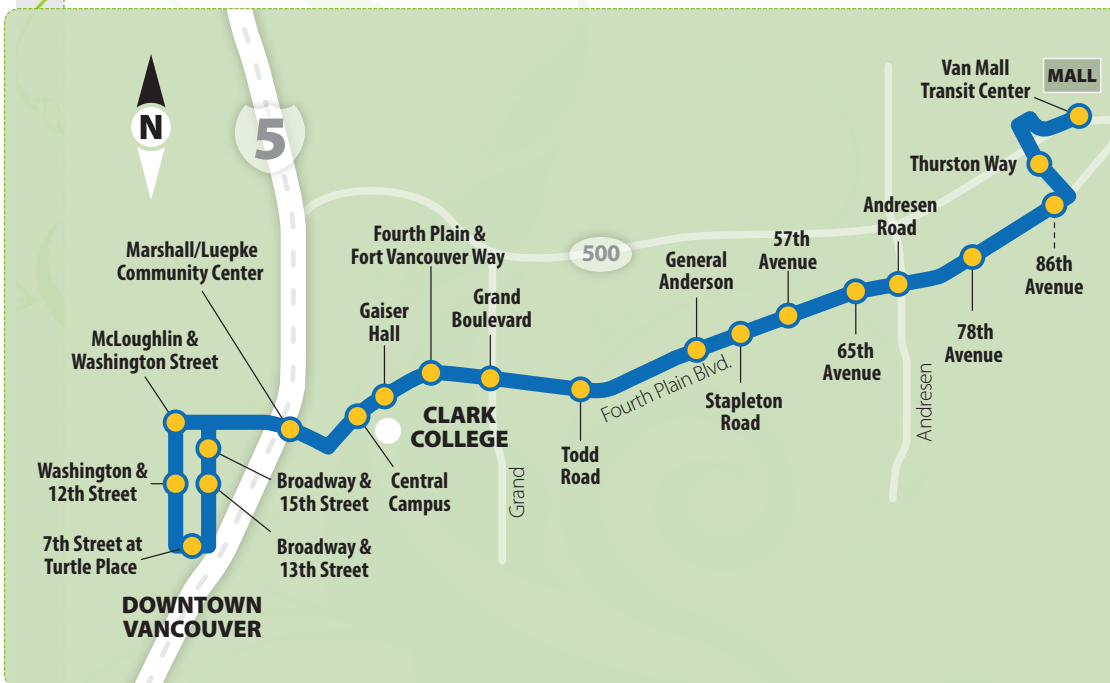 Van Mall
Transit Center
MALL
N
5
Thurston Way
Andresen
Road
57th
Avenue
Fourth Plain &
Fort Vancouver Way
Marshall/Luepke
Community Center
500
General
Anderson
86th
Avenue
Grand
Boulevard
Gaiser
Hall
McLoughlin &
Washington Street
78th
Avenue
65th
Avenue
Fourth Plain Blvd.
Stapleton
Road
Andresen
CLARK
COLLEGE
Todd
Road
Grand
Washington &
12th Street
Broadway &
15th Street
Central
Campus
7th Street at
Turtle Place
Broadway &
13th Street
DOWNTOWN
VANCOUVER